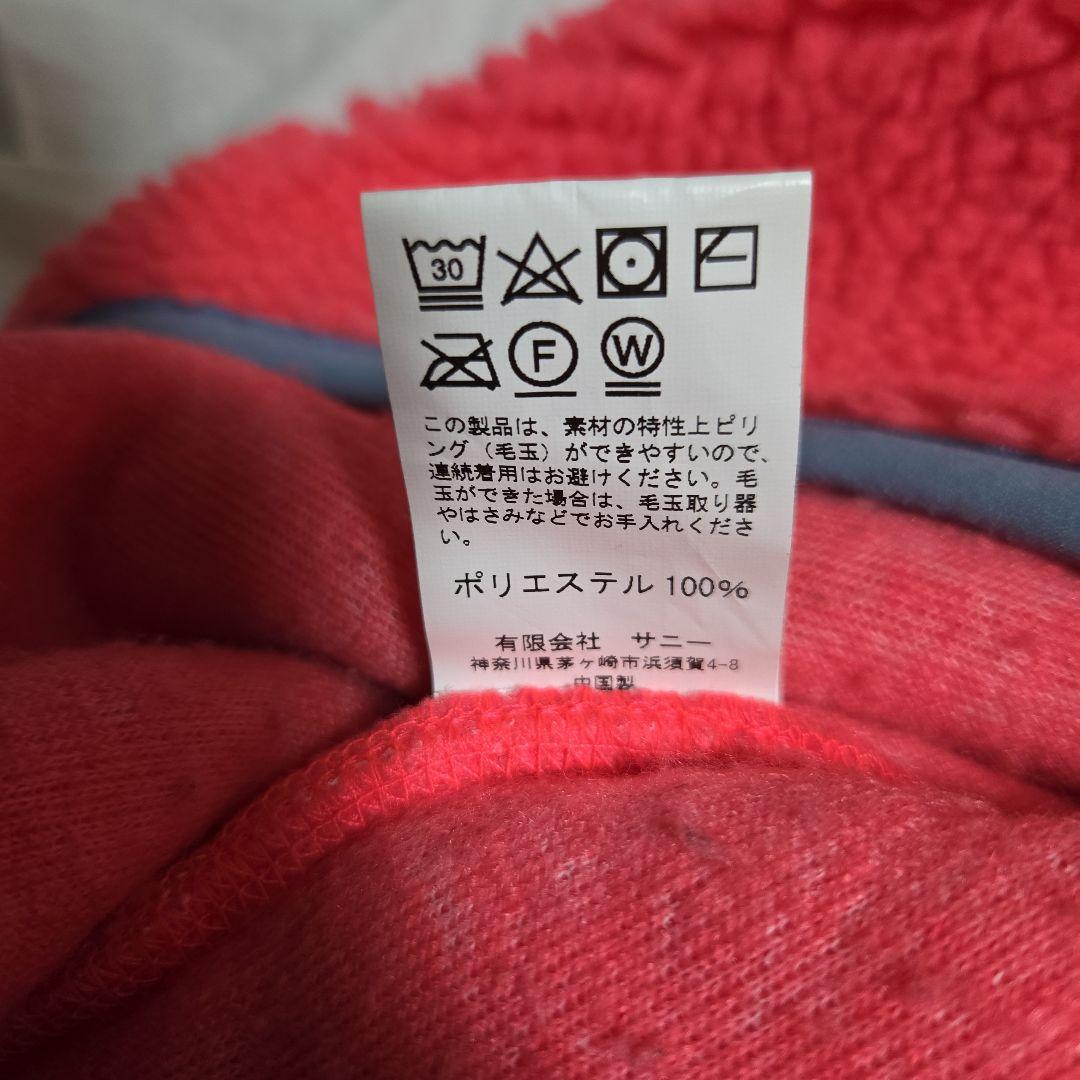 30
F W
この製品は、素材の特性上ピリ
ング（毛玉）ができやすいので、
連続着用はお避けください。毛
玉ができた場合は、毛玉取り器
やはさみなどでお手入れくださ
い。
ポリエステル 100%
有限会社　サニー
神奈川県茅ヶ崎市浜須賀4-8
中国製